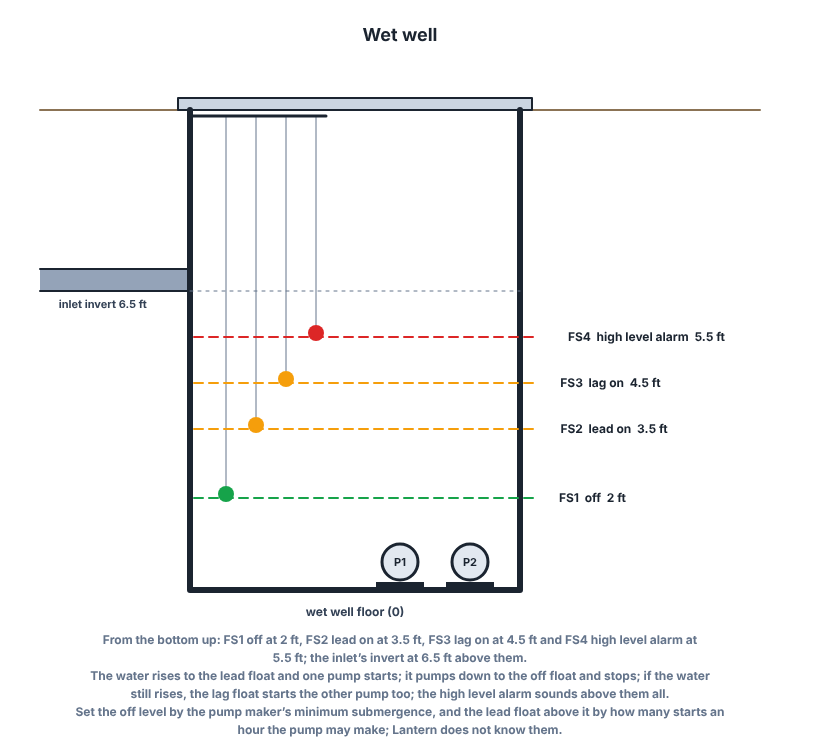 Wet well
inlet invert 6.5 ft
FS4 high level alarm 5.5 ft
FS3 lag on 4.5 ft
FS2 lead on 3.5 ft
FS1 off 2 ft
P1 P2
wet well floor (0)
From the bottom up: FS1 off at 2 ft, FS2 lead on at 3.5 ft, FS3 lag on at 4.5 ft and FS4 high level alarm at
5.5 ft; the inlet’s invert at 6.5 ft above them.
The water rises to the lead float and one pump starts; it pumps down to the off float and stops; if the water
still rises, the lag float starts the other pump too; the high level alarm sounds above them all.
Set the off level by the pump maker’s minimum submergence, and the lead float above it by how many starts an
hour the pump may make; Lantern does not know them.